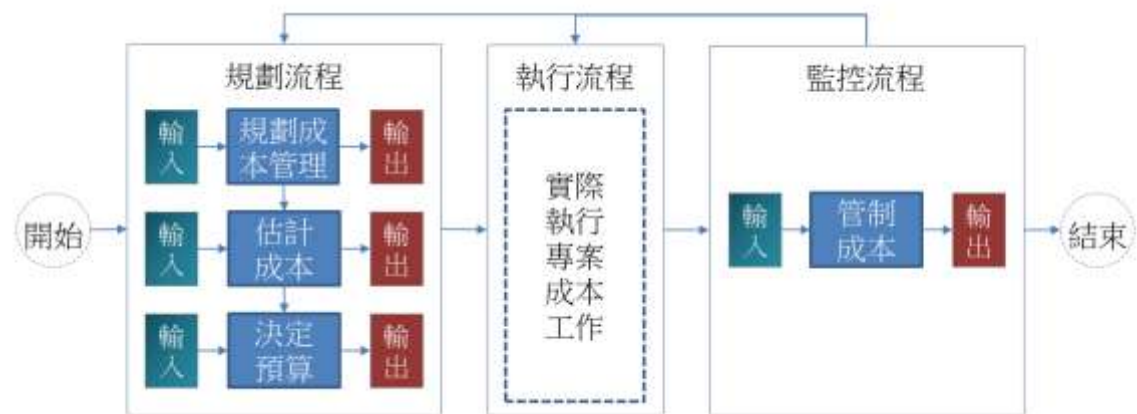 規劃流程
執行流程
監控流程
開始
輸入
規劃成
本管理
輸出
輸入
估計
成本
輸出
輸入
決定
預算
輸出
實際
執行
專案
成本
工作
輸入
管制
成本
輸出
結束